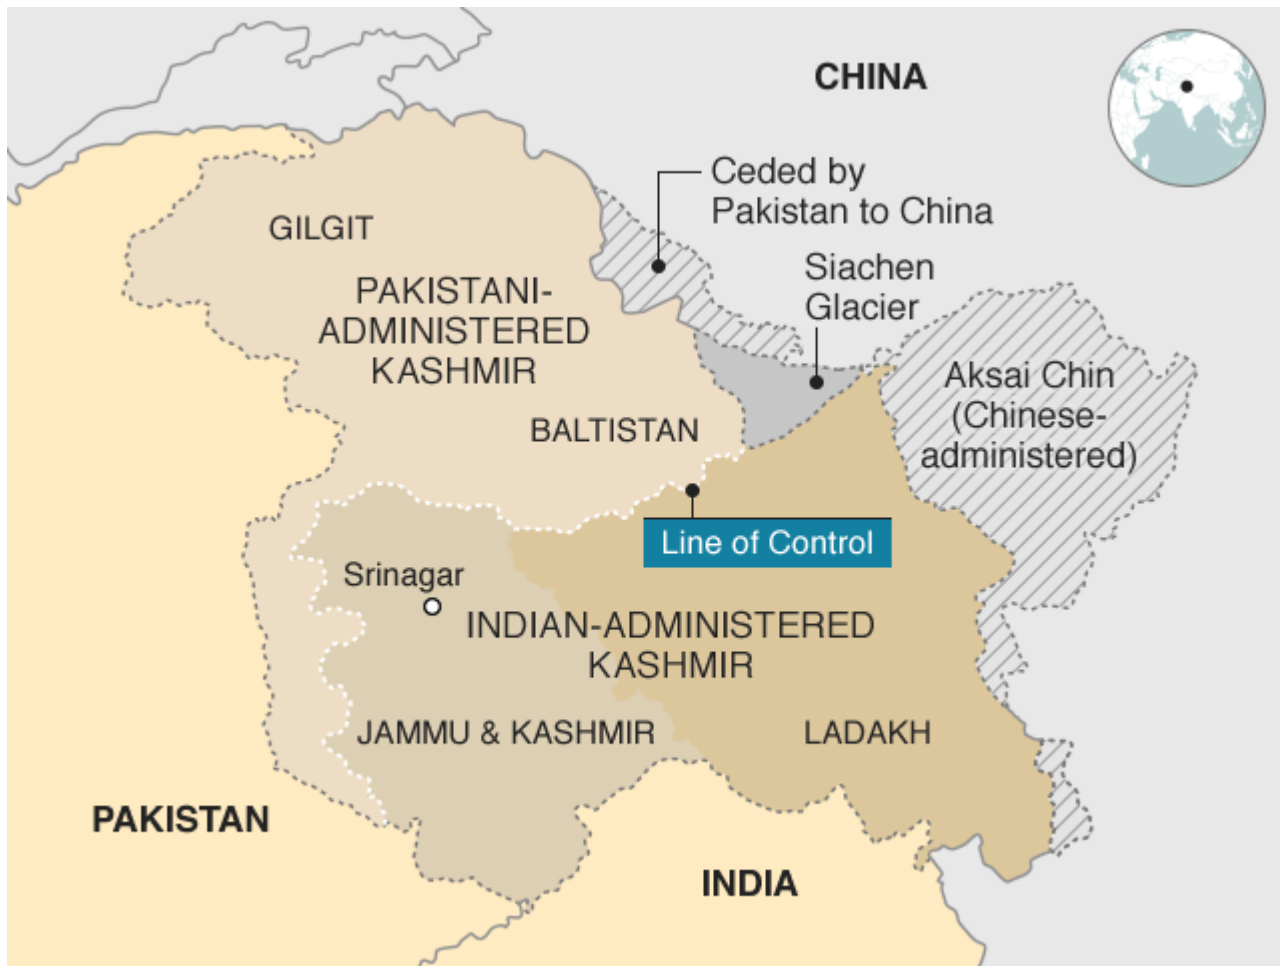 CHINA
Ceded by
Pakistan to China
GILGIT
Siachen
Glacier
PAKISTANI-
ADMINISTERED
KASHMIR
Aksai Chin
(Chinese-
administered)
BALTISTAN
Line of Control
Srinagar
INDIAN-ADMINISTERED
KASHMIR
JAMMU & KASHMIR
LADAKH
PAKISTAN
INDIA